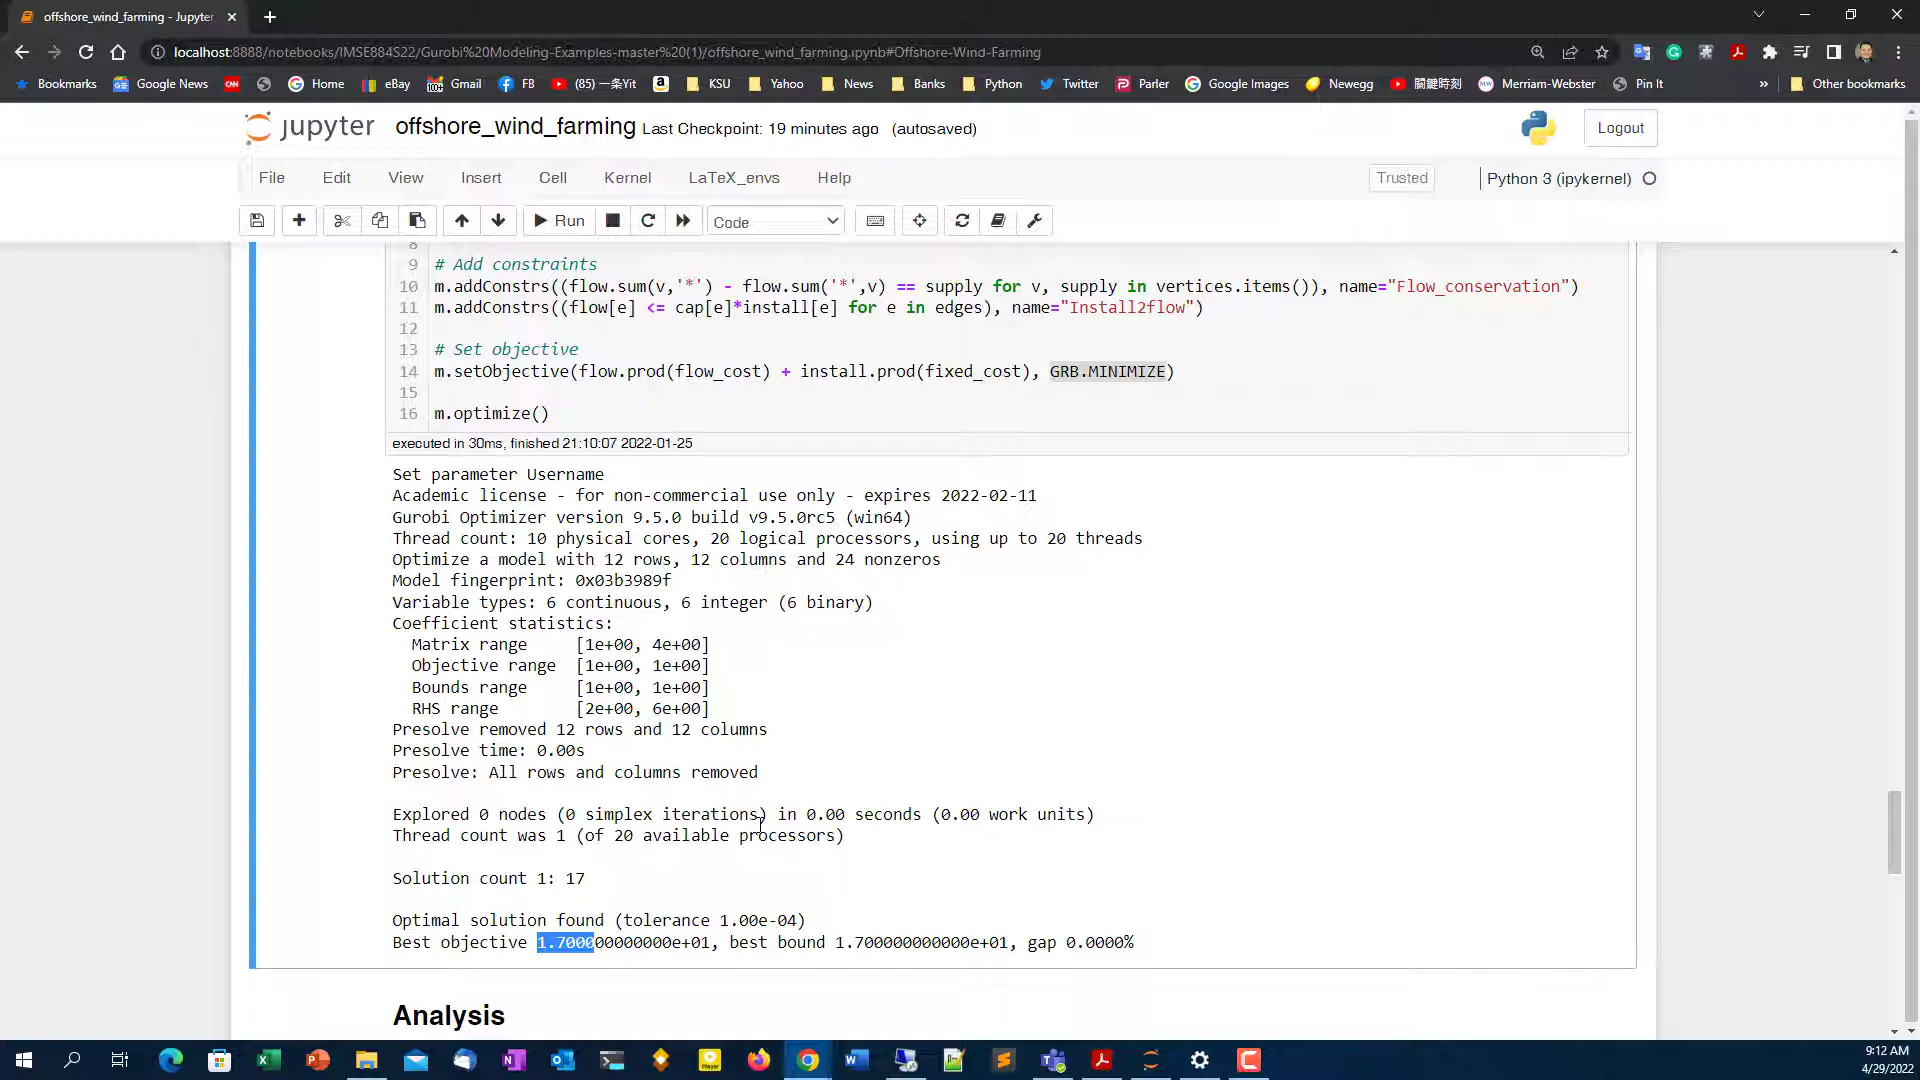 offshore_wind_farming - Jupyter
localhost:8888/notebooks/IMSE884S22/Gurobi%20Modeling-Examples-master%20(1)/offshore_wind_farming.ipynb#Offshore-Wind-Farming
Bookmarks Google News CNN Home eBay 100+ Gmail FB (85) 一条Yit KSU Yahoo News Banks Python Twitter Parler Google Images Newegg 關鍵時刻 Merriam-Webster Pin It » Other bookmarks
jupyter offshore_wind_farming Last Checkpoint: 19 minutes ago (autosaved) Logout
File Edit View Insert Cell Kernel LaTeX_envs Help Trusted Python 3 (ipykernel)
Run Code
8
9 # Add constraints
10 m.addConstrs((flow.sum(v,'*') - flow.sum('*',v) == supply for v, supply in vertices.items()), name="Flow_conservation")
11 m.addConstrs((flow[e] <= cap[e]*install[e] for e in edges), name="Install2flow")
12
13 # Set objective
14 m.setObjective(flow.prod(flow_cost) + install.prod(fixed_cost), GRB.MINIMIZE)
15
16 m.optimize()
executed in 30ms, finished 21:10:07 2022-01-25
Set parameter Username
Academic license - for non-commercial use only - expires 2022-02-11
Gurobi Optimizer version 9.5.0 build v9.5.0rc5 (win64)
Thread count: 10 physical cores, 20 logical processors, using up to 20 threads
Optimize a model with 12 rows, 12 columns and 24 nonzeros
Model fingerprint: 0x03b3989f
Variable types: 6 continuous, 6 integer (6 binary)
Coefficient statistics:
Matrix range [1e+00, 4e+00]
Objective range [1e+00, 1e+00]
Bounds range [1e+00, 1e+00]
RHS range [2e+00, 6e+00]
Presolve removed 12 rows and 12 columns
Presolve time: 0.00s
Presolve: All rows and columns removed
Explored 0 nodes (0 simplex iterations) in 0.00 seconds (0.00 work units)
Thread count was 1 (of 20 available processors)
Solution count 1: 17
Optimal solution found (tolerance 1.00e-04)
Best objective 1.700000000000e+01, best bound 1.700000000000e+01, gap 0.0000%
Analysis
9:12 AM
4/29/2022